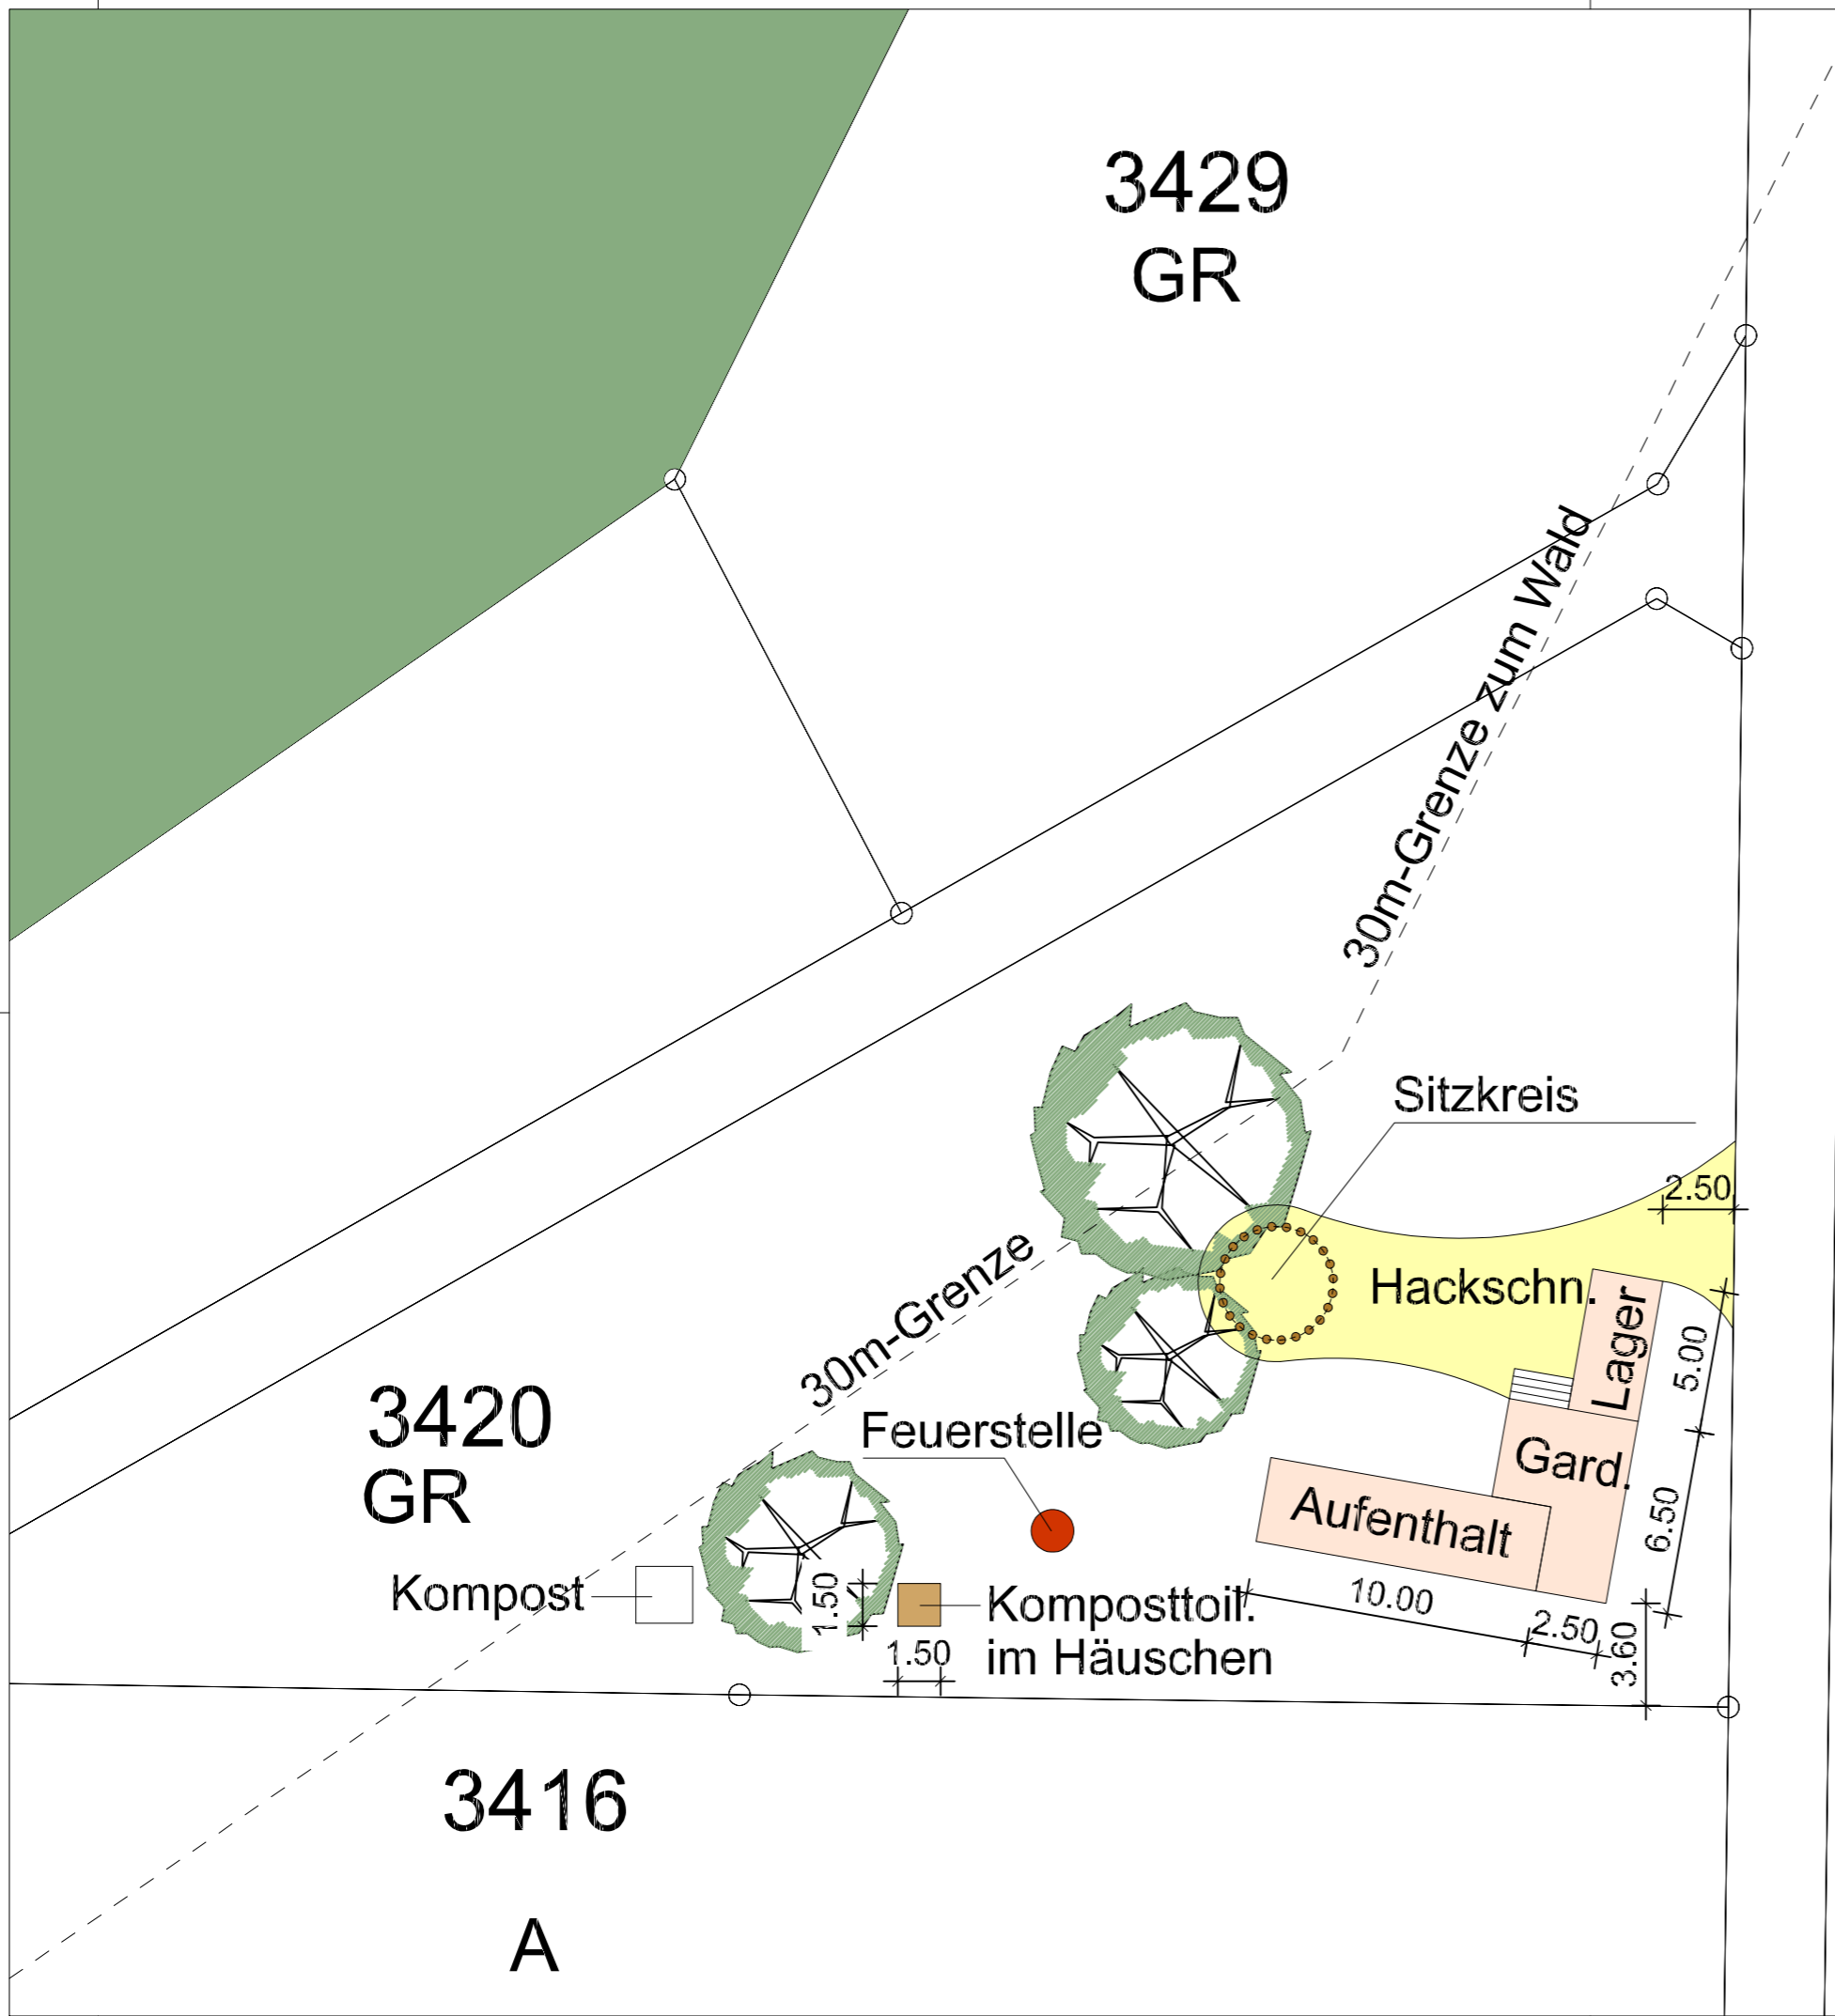 3429
GR
30m-Grenze zum Wald
Sitzkreis
2.50
Hackschn.
Lager
5.00
30m-Grenze
3420
GR
Feuerstelle
Gard.
Aufenthalt
6.50
Kompost
1.50
1.50
Komposttoil.
im Häuschen
10.00
2.50
3.60
3416
A